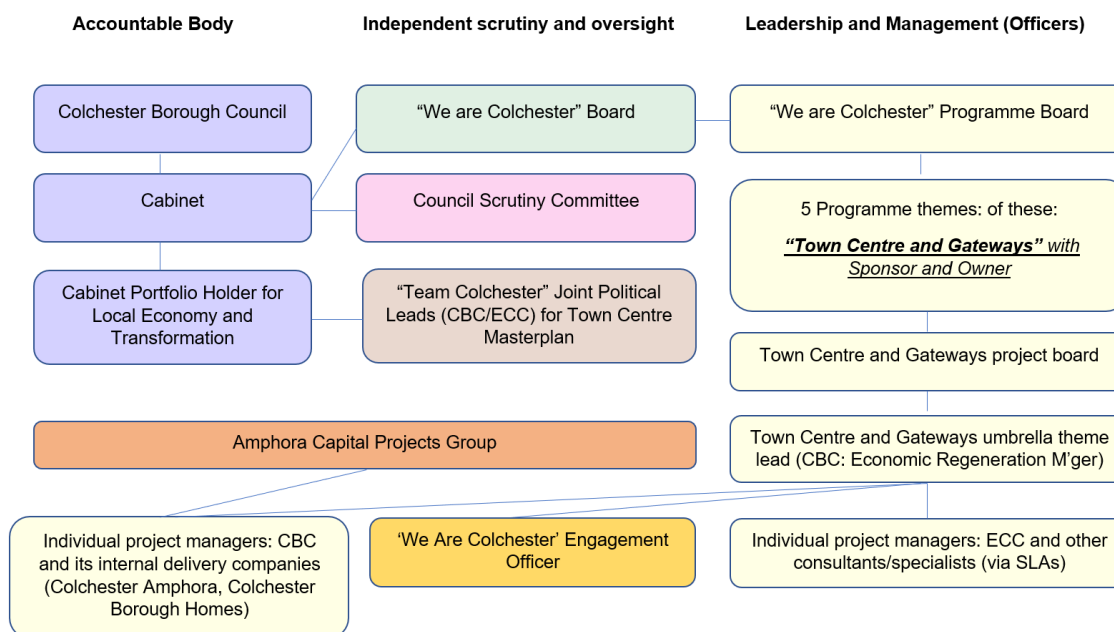 Accountable Body
Independent scrutiny and oversight
Leadership and Management (Officers)
Colchester Borough Council
“We are Colchester” Board
“We are Colchester” Programme Board
Cabinet
Council Scrutiny Committee
5 Programme themes: of these:
“Town Centre and Gateways” with
Sponsor and Owner
Cabinet Portfolio Holder for
Local Economy and
Transformation
“Team Colchester” Joint Political
Leads (CBC/ECC) for Town Centre
Masterplan
Town Centre and Gateways project board
Amphora Capital Projects Group
Town Centre and Gateways umbrella theme
lead (CBC: Economic Regeneration M’ger)
Individual project managers: CBC
and its internal delivery companies
(Colchester Amphora, Colchester
Borough Homes)
‘We Are Colchester’ Engagement
Officer
Individual project managers: ECC and other
consultants/specialists (via SLAs)